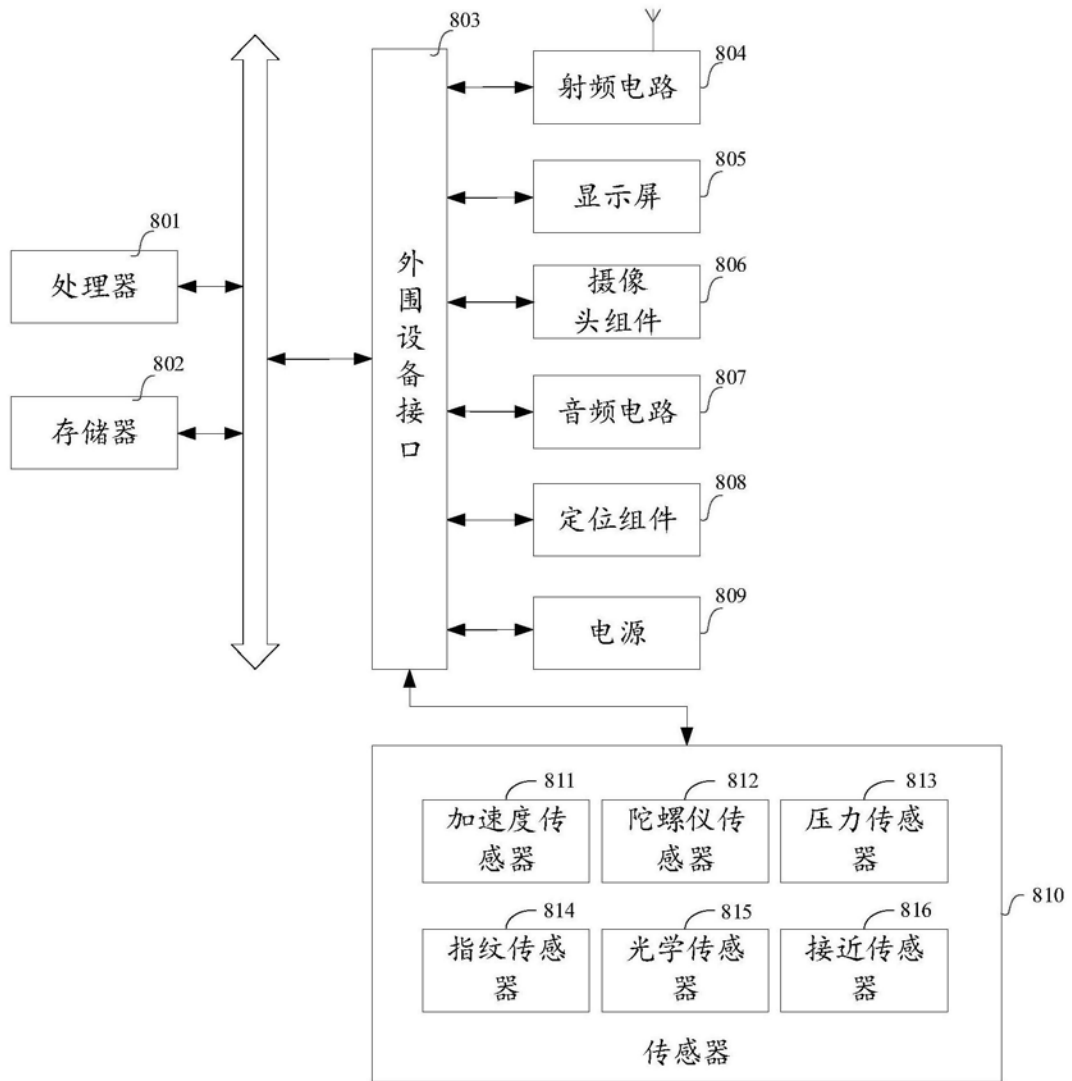 803
804
射频电路
805
显示屏
801
处理器
806
摄像
头组件
外围设备接口
802
存储器
807
音频电路
808
定位组件
809
电源
811
812
813
加速度传
感器
陀螺仪传
感器
压力传感
器
810
814
815
816
指纹传感
器
光学传感
器
接近传感
器
传感器